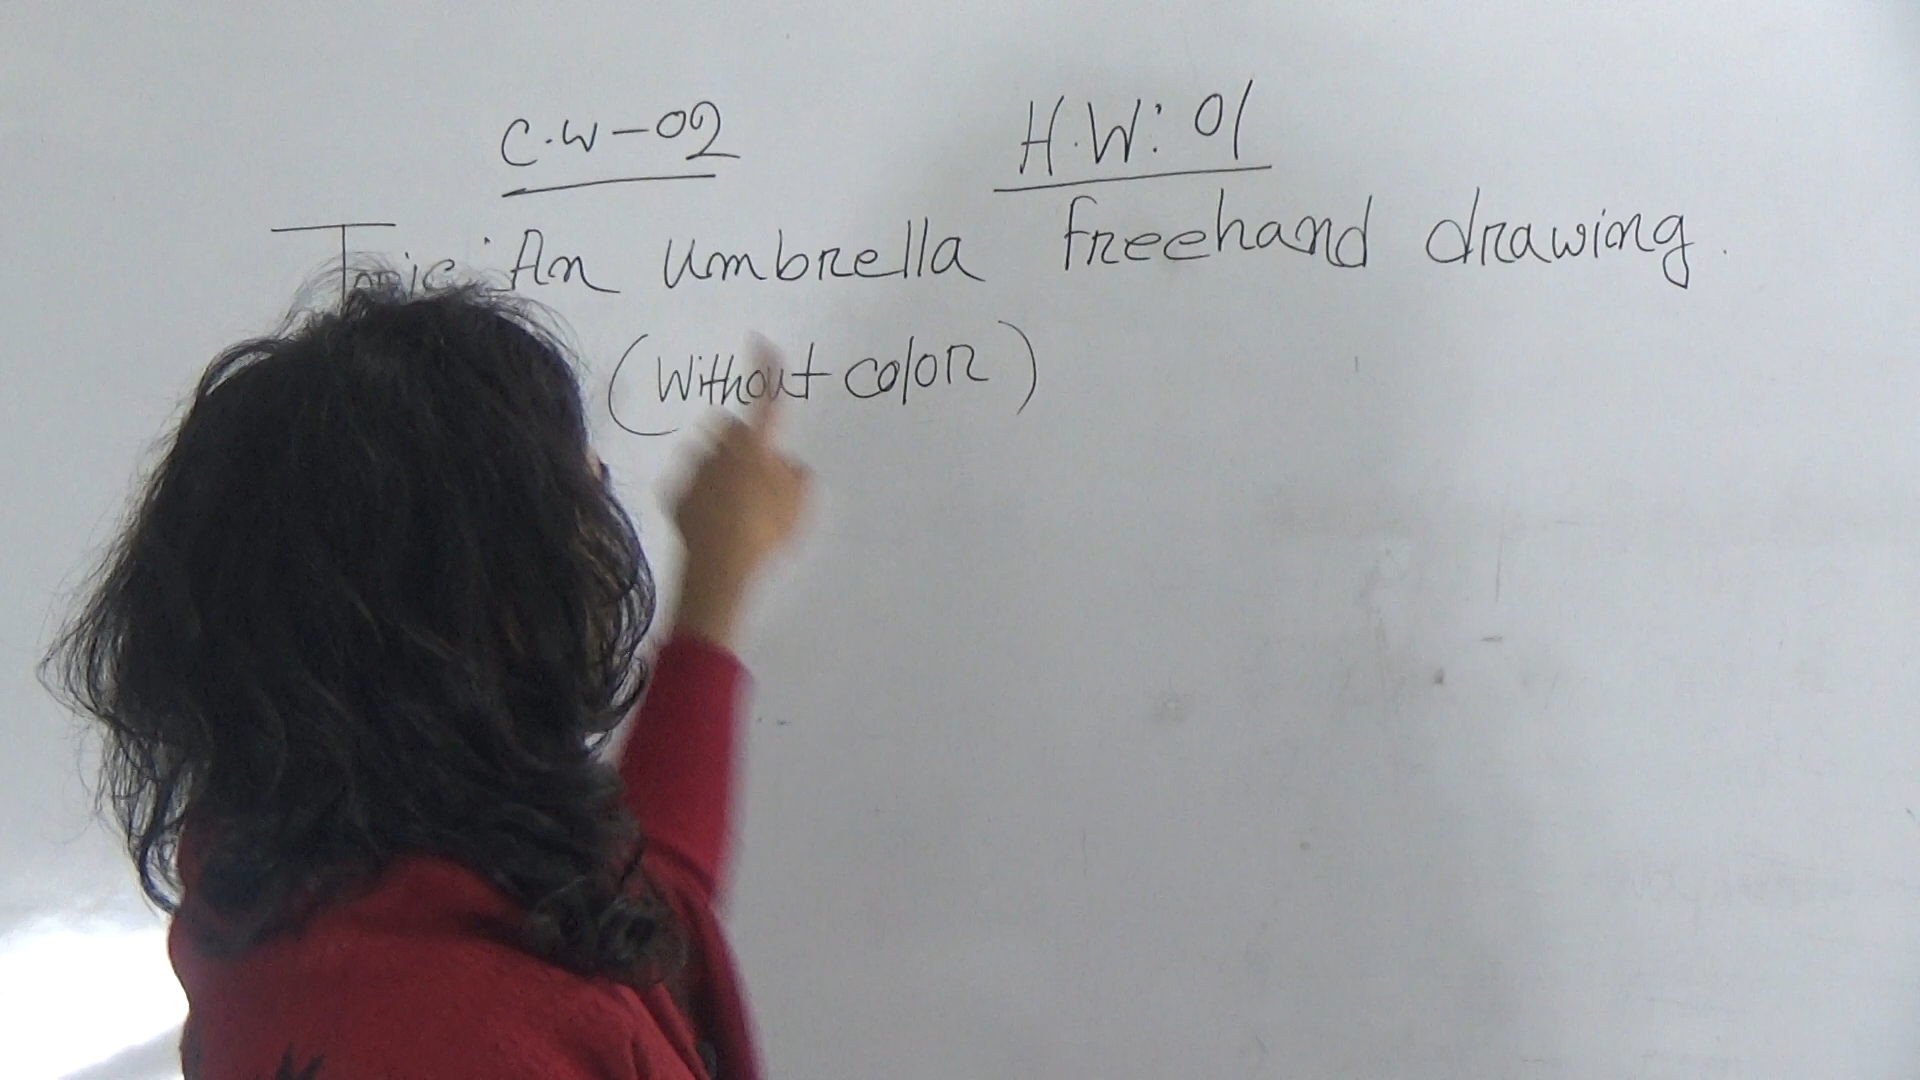 C.W-02 H.W: 01
Topic: An Umbrella freehand drawing.
(Without color)